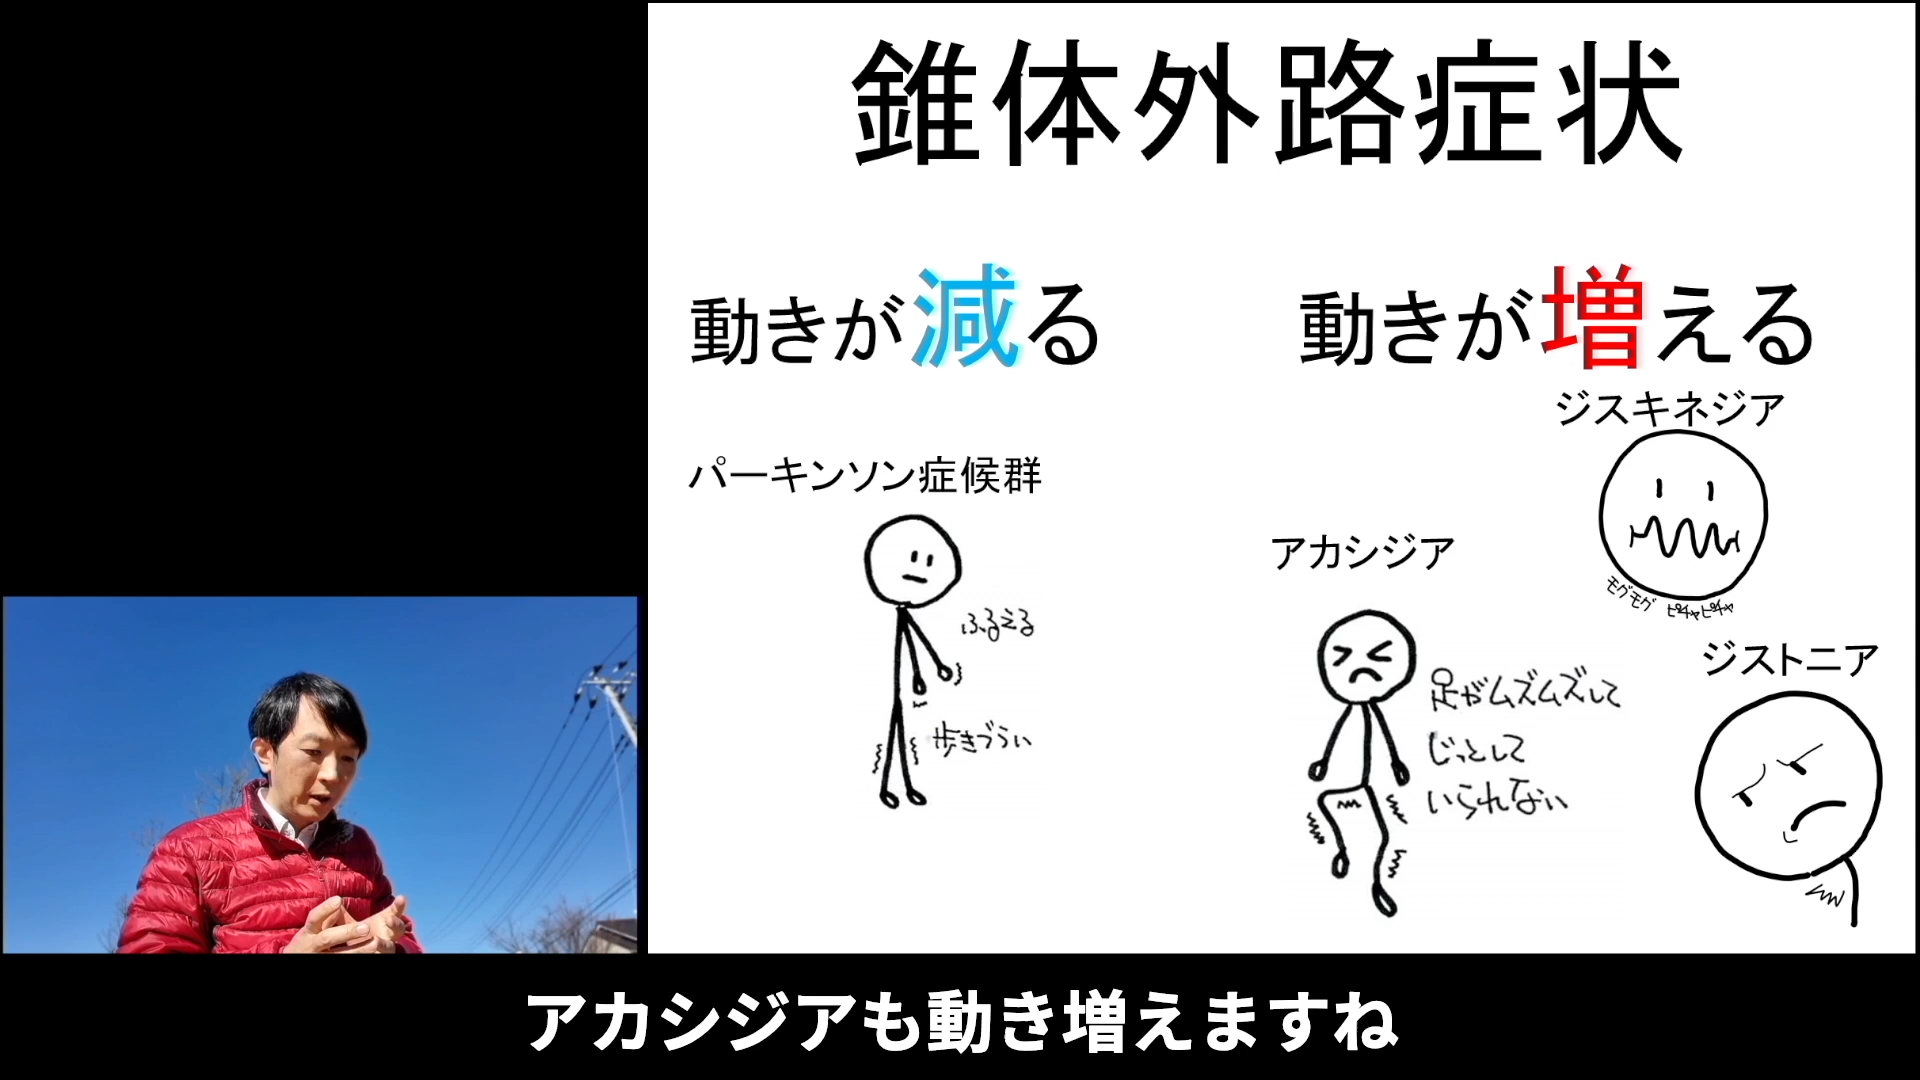 錐体外路症状
動きが減る
動きが増える
ジスキネジア
モグモグ ピチャピチャ
パーキンソン症候群
ふるえる
歩きづらい
アカシジア
足がムズムズして
じっとして
いられない
ジストニア
アカシジアも動き増えますね